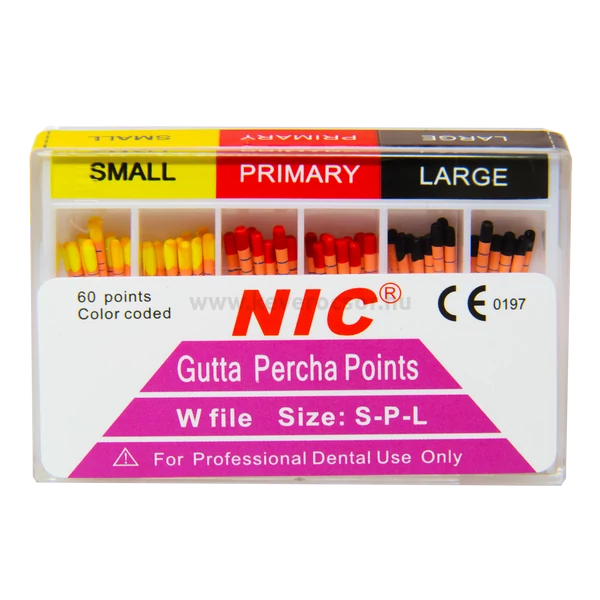 SMALL PRIMARY LARGE
SMALL PRIMARY LARGE
60 points
Color coded
NIC®
CE 0197
Gutta Percha Points
W file Size: S-P-L
For Professional Dental Use Only